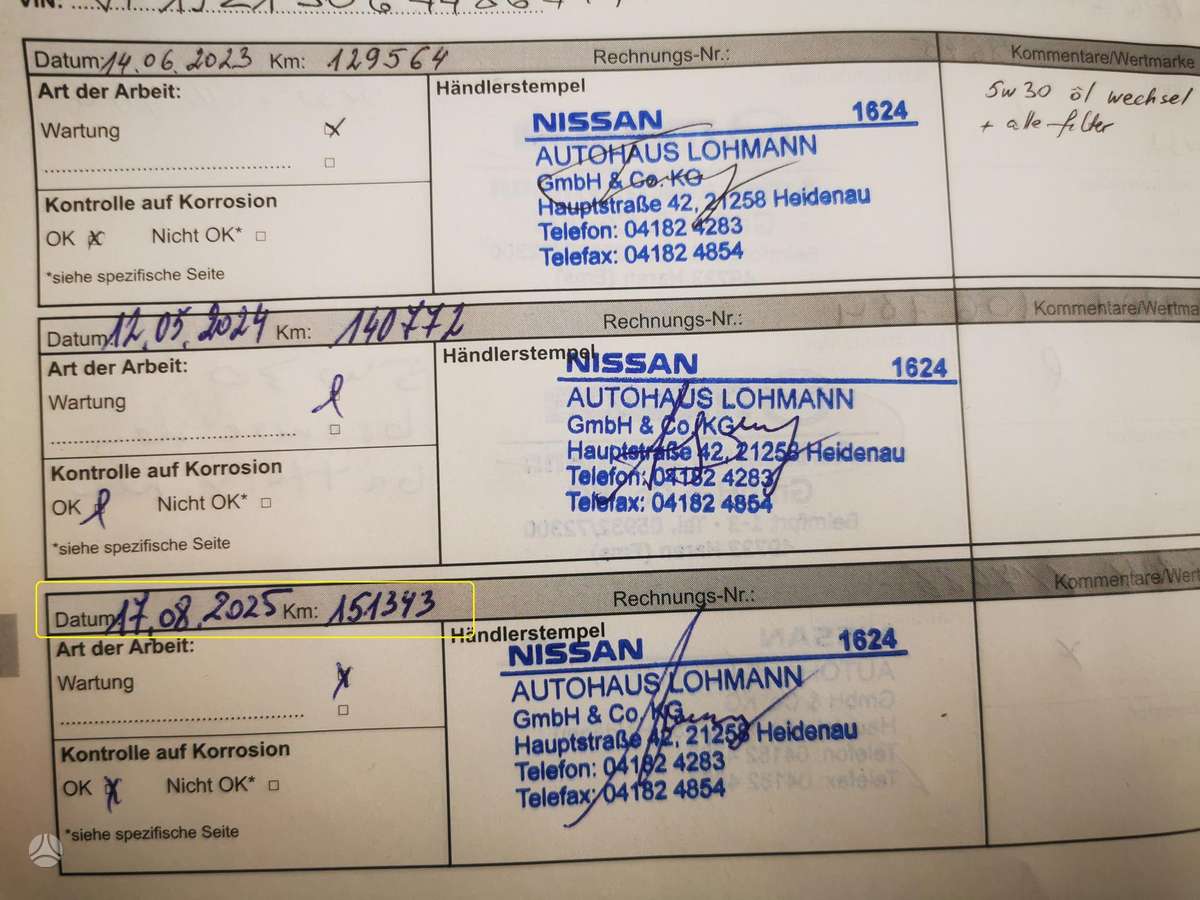 VIN:
Datum: 14.06.2023 Km: 129564 Rechnungs-Nr.: Kommentare/Wertmarke
Art der Arbeit: Händlerstempel
Wartung
5w30 öl wechsel
+ alle filter
NISSAN 1624
AUTOHAUS LOHMANN
GmbH & Co. KG
Hauptstraße 42, 21258 Heidenau
Telefon: 04182 4283
Telefax: 04182 4854
Kontrolle auf Korrosion
OK Nicht OK*
*siehe spezifische Seite
Datum 12.05.2024 Km: 140772 Rechnungs-Nr.: Kommentare/Wertma
Art der Arbeit: Händlerstempel
Wartung
NISSAN 1624
AUTOHAUS LOHMANN
GmbH & Co. KG
Hauptstraße 42, 21258 Heidenau
Telefon: 04182 4283
Telefax: 04182 4854
Kontrolle auf Korrosion
OK Nicht OK*
*siehe spezifische Seite
Datum 17.08.2025 Km: 151343 Rechnungs-Nr.: Kommentare/Wert
Art der Arbeit: Händlerstempel
Wartung
NISSAN 1624
AUTOHAUS LOHMANN
GmbH & Co. KG
Hauptstraße 42, 21258 Heidenau
Telefon: 04182 4283
Telefax: 04182 4854
Kontrolle auf Korrosion
OK Nicht OK*
*siehe spezifische Seite